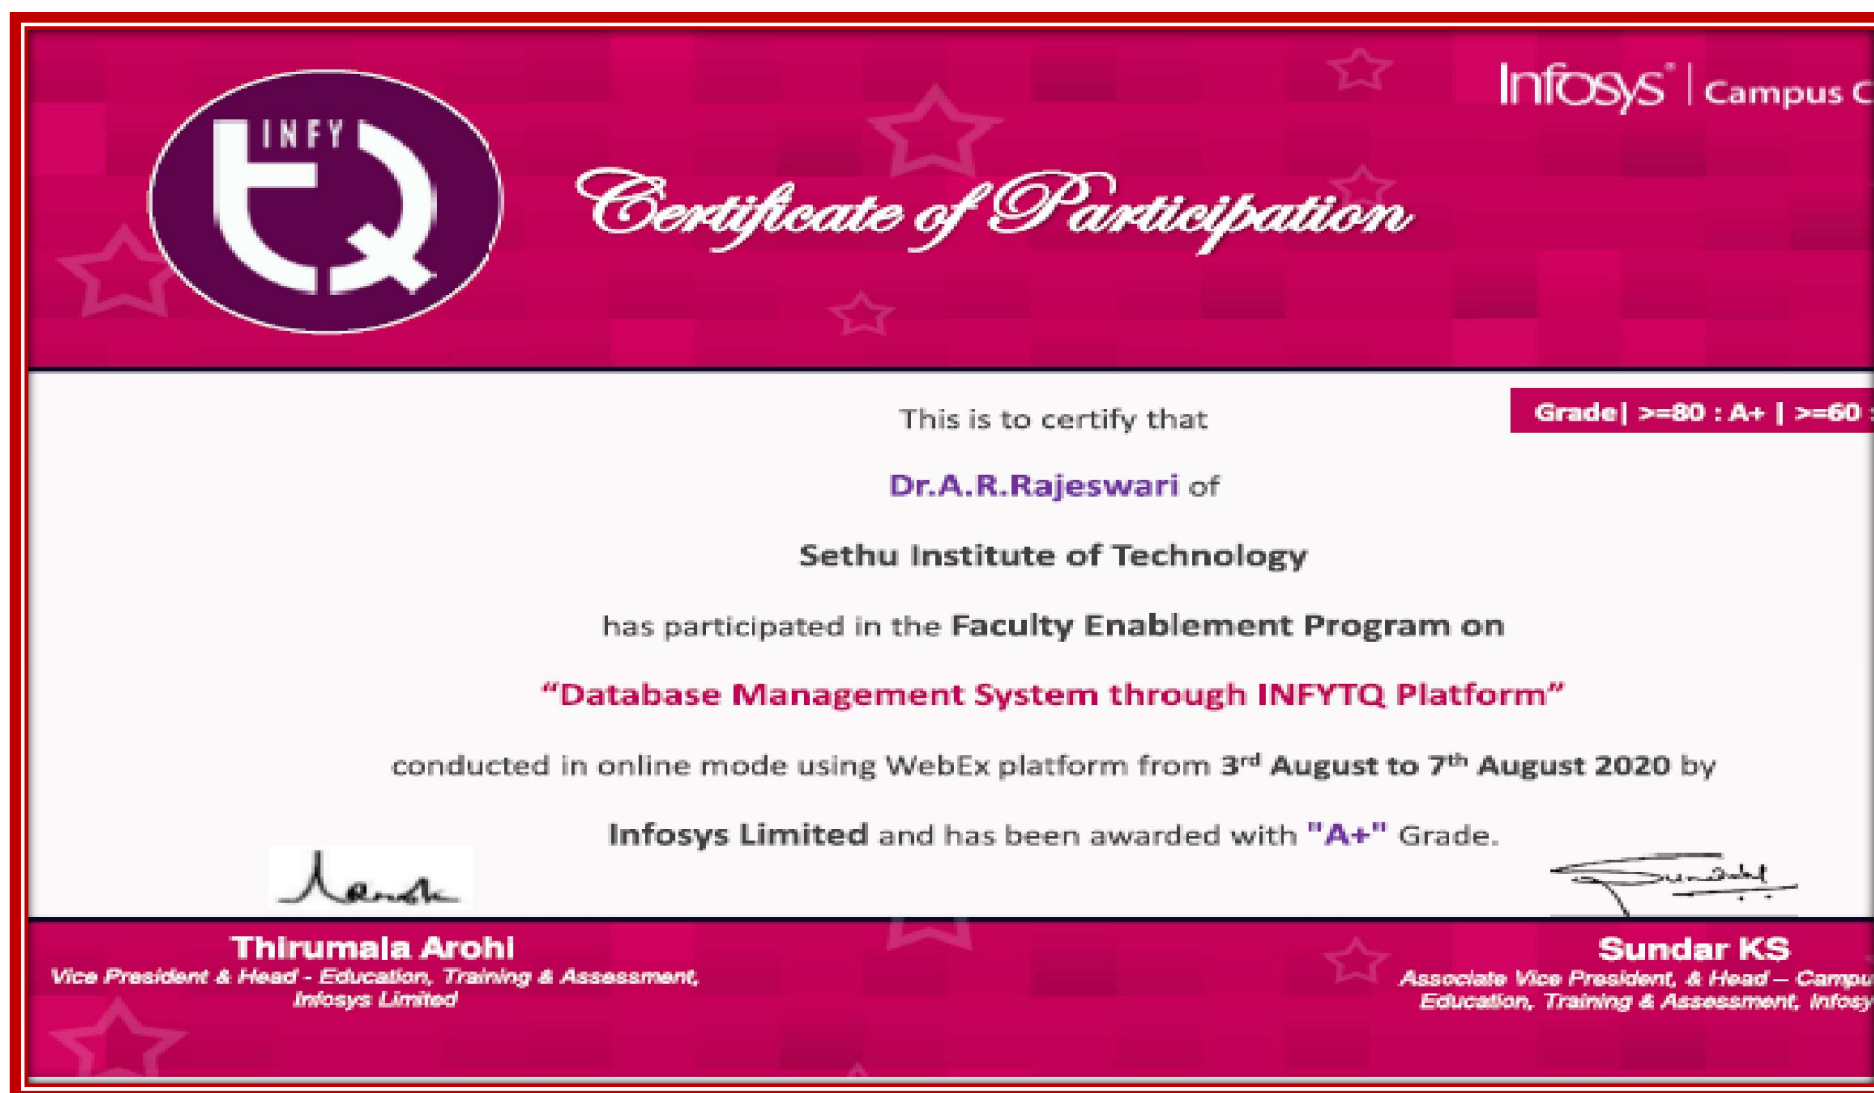 INFY
TQ
Infosys® | Campus C
Certificate of Participation
Grade| >=80 : A+ | >=60 :
This is to certify that
Dr.A.R.Rajeswari of
Sethu Institute of Technology
has participated in the Faculty Enablement Program on
“Database Management System through INFYTQ Platform”
conducted in online mode using WebEx platform from 3rd August to 7th August 2020 by
Infosys Limited and has been awarded with "A+" Grade.
Thirumala Arohi
Vice President & Head - Education, Training & Assessment,
Infosys Limited
Sundar KS
Associate Vice President, & Head – Campu
Education, Training & Assessment, Infosy